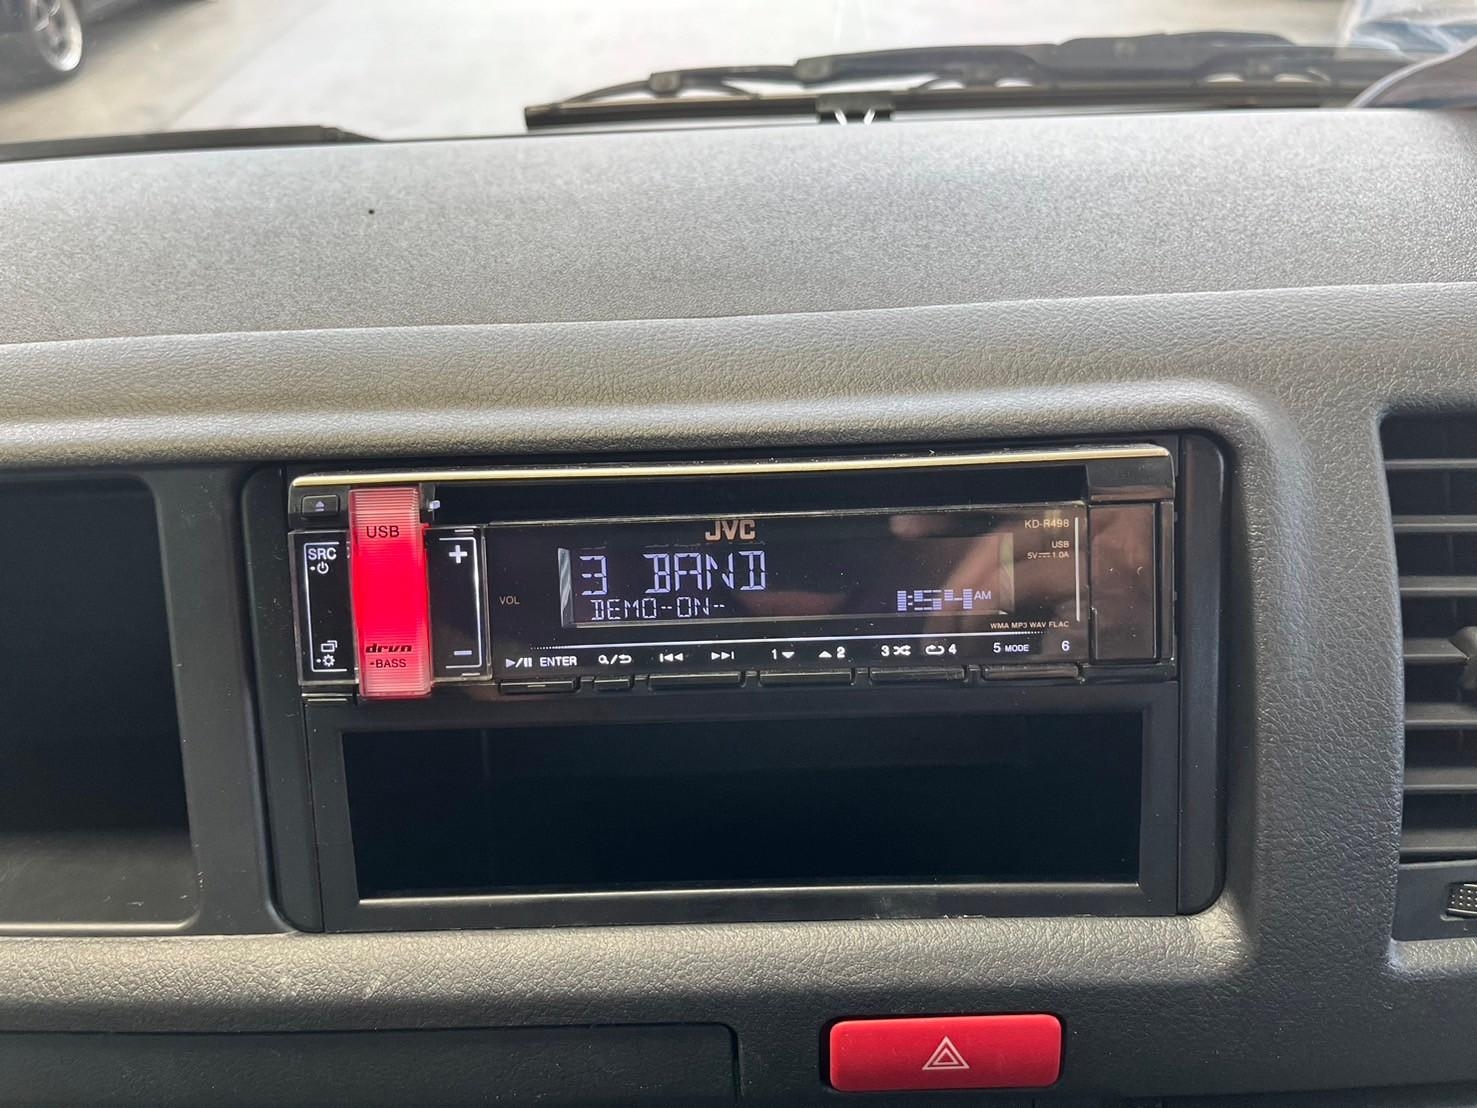 USB
JVC
KD-R498
SRC
+
USB
5V⎓1.0A
3 BAND
VOL
DEMO--ON--
1:54 AM
WMA MP3 WAV FLAC
drvn
-BASS
−
ENTER
1
2
3
4
5 MODE
6